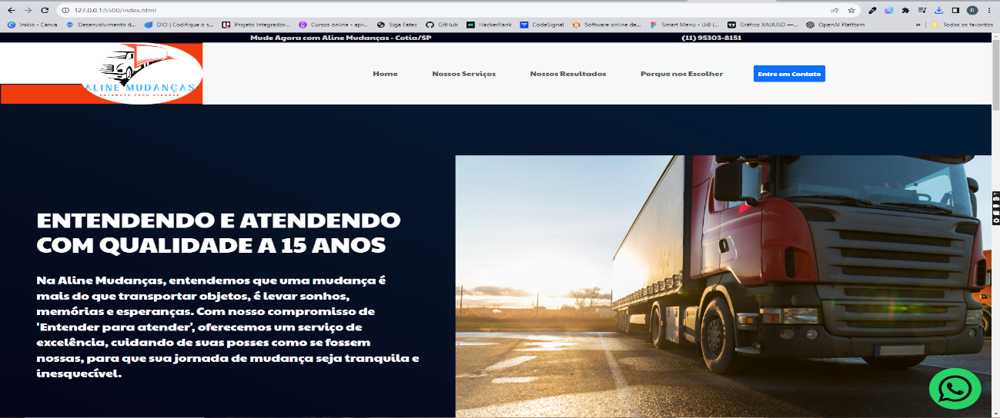 127.0.0.1:5500/index.html
R
Início - Canva
Desenvolvimento d...
DIO | Codifique o s...
Projeto Integrador...
Cursos online - apr...
Siga Fatec
GitHub
HackerRank
CodeSignal
Software online de...
Smart Menu - Ui8 (...
Gráfico XAUUSD —...
OpenAI Platform
»
Todos os favoritos
Mude Agora com Aline Mudanças - Cotia/SP
(11) 95303-8151
ALINE MUDANÇAS
ENTENDER PARA ATENDER
Home
Nossos Serviços
Nossos Resultados
Porque nos Escolher
Entre em Contato
ENTENDENDO E ATENDENDO
COM QUALIDADE A 15 ANOS
Na Aline Mudanças, entendemos que uma mudança é
mais do que transportar objetos, é levar sonhos,
memórias e esperanças. Com nosso compromisso de
'Entender para atender', oferecemos um serviço de
excelência, cuidando de suas posses como se fossem
nossas, para que sua jornada de mudança seja tranquila e
inesquecível.